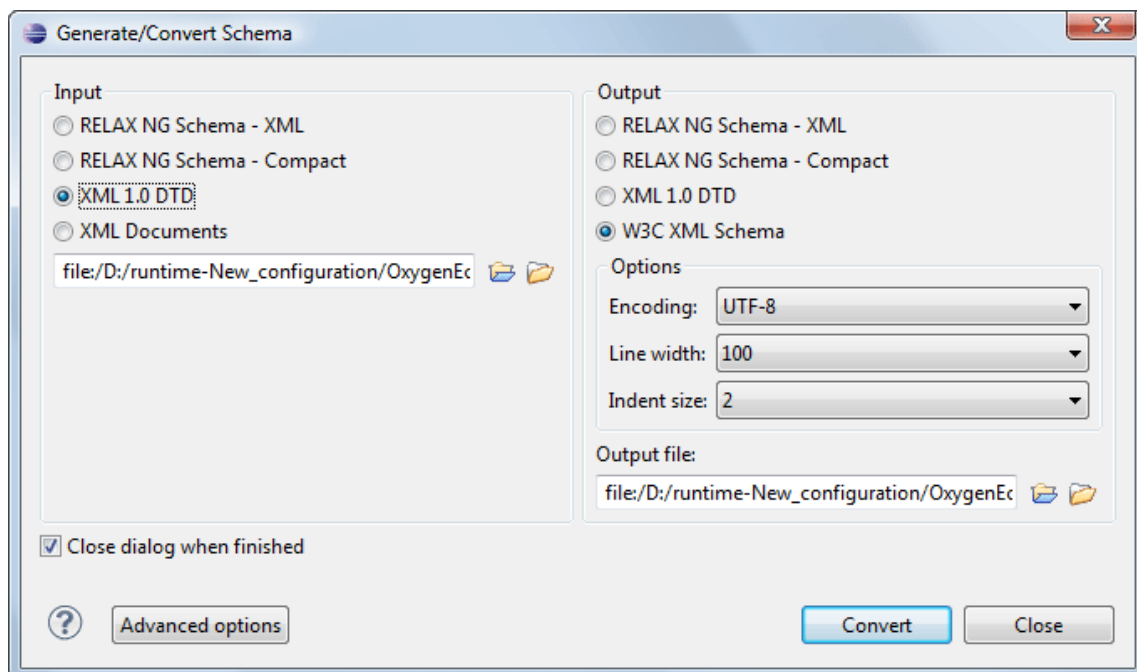 Generate/Convert Schema
Input
RELAX NG Schema - XML
RELAX NG Schema - Compact
XML 1.0 DTD
XML Documents
file:/D:/runtime-New_configuration/OxygenEc
Output
RELAX NG Schema - XML
RELAX NG Schema - Compact
XML 1.0 DTD
W3C XML Schema
Options
Encoding: UTF-8
Line width: 100
Indent size: 2
Output file:
file:/D:/runtime-New_configuration/OxygenEc
Close dialog when finished
? Advanced options Convert Close